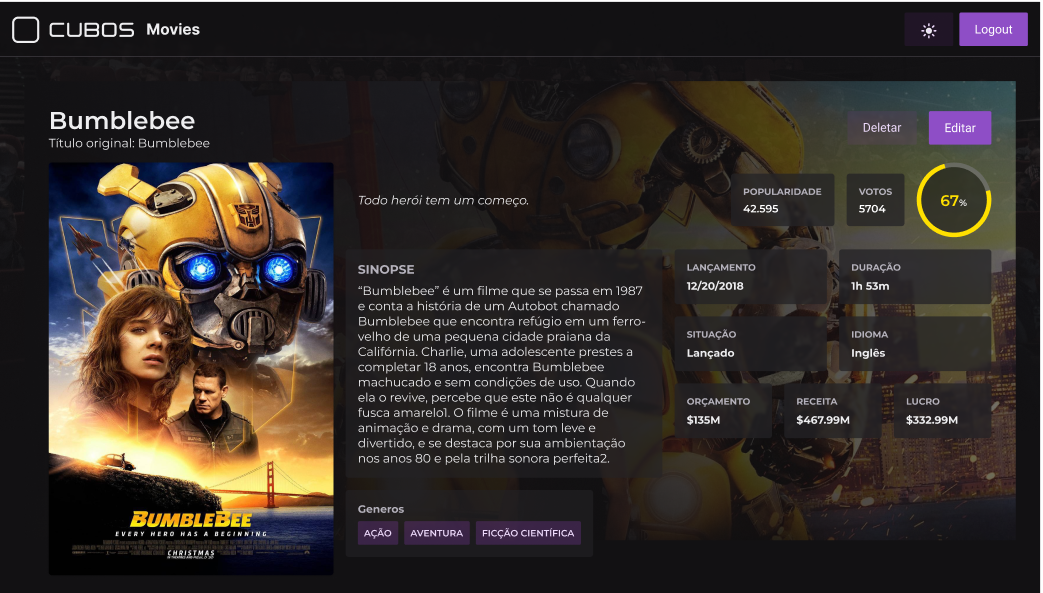 CUBOS Movies
Logout
Bumblebee
Título original: Bumblebee
Deletar
Editar
Todo herói tem um começo.
POPULARIDADE
42.595
VOTOS
5704
67%
SINOPSE
“Bumblebee” é um filme que se passa em 1987
e conta a história de um Autobot chamado
Bumblebee que encontra refúgio em um ferro-
velho de uma pequena cidade praiana da
Califórnia. Charlie, uma adolescente prestes a
completar 18 anos, encontra Bumblebee
machucado e sem condições de uso. Quando
ela o revive, percebe que este não é qualquer
fusca amarelo1. O filme é uma mistura de
animação e drama, com um tom leve e
divertido, e se destaca por sua ambientação
nos anos 80 e pela trilha sonora perfeita2.
LANÇAMENTO
12/20/2018
DURAÇÃO
1h 53m
SITUAÇÃO
Lançado
IDIOMA
Inglês
ORÇAMENTO
$135M
RECEITA
$467.99M
LUCRO
$332.99M
Generos
AÇÃO
AVENTURA
FICÇÃO CIENTÍFICA
BUMBLEBEE
EVERY HERO HAS A BEGINNING
CHRISTMAS